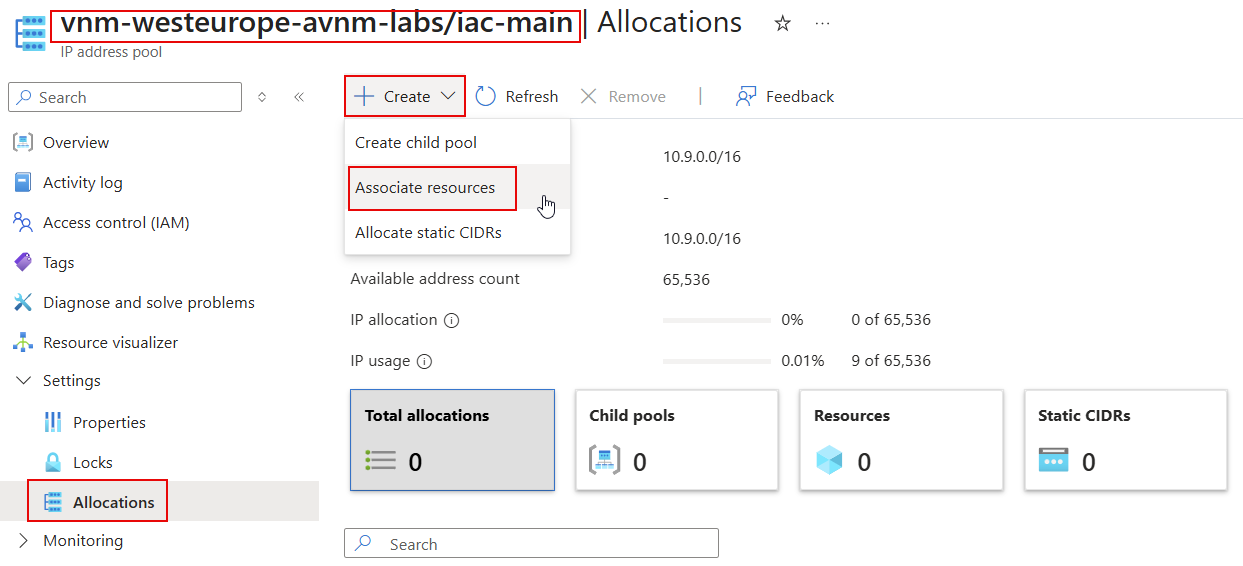 vnm-westeurope-avnm-labs/iac-main | Allocations
IP address pool
Search
Overview
Activity log
Access control (IAM)
Tags
Diagnose and solve problems
Resource visualizer
Settings
Properties
Locks
Allocations
Monitoring
Create Refresh Remove | Feedback
Create child pool
Associate resources
Allocate static CIDRs
10.9.0.0/16
-
10.9.0.0/16
Available address count 65,536
IP allocation 0% 0 of 65,536
IP usage 0.01% 9 of 65,536
Total allocations
0
Child pools
0
Resources
0
Static CIDRs
0
Search